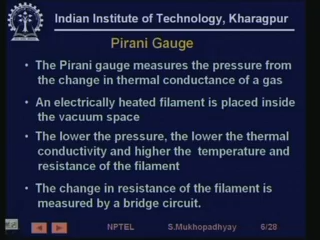 Indian Institute of Technology, Kharagpur
Pirani Gauge
• The Pirani gauge measures the pressure from
the change in thermal conductance of a gas
• An electrically heated filament is placed inside
the vacuum space
• The lower the pressure, the lower the thermal
conductivity and higher the temperature and
resistance of the filament
• The change in resistance of the filament is
measured by a bridge circuit.
NPTEL S.Mukhopadhyay 6/28